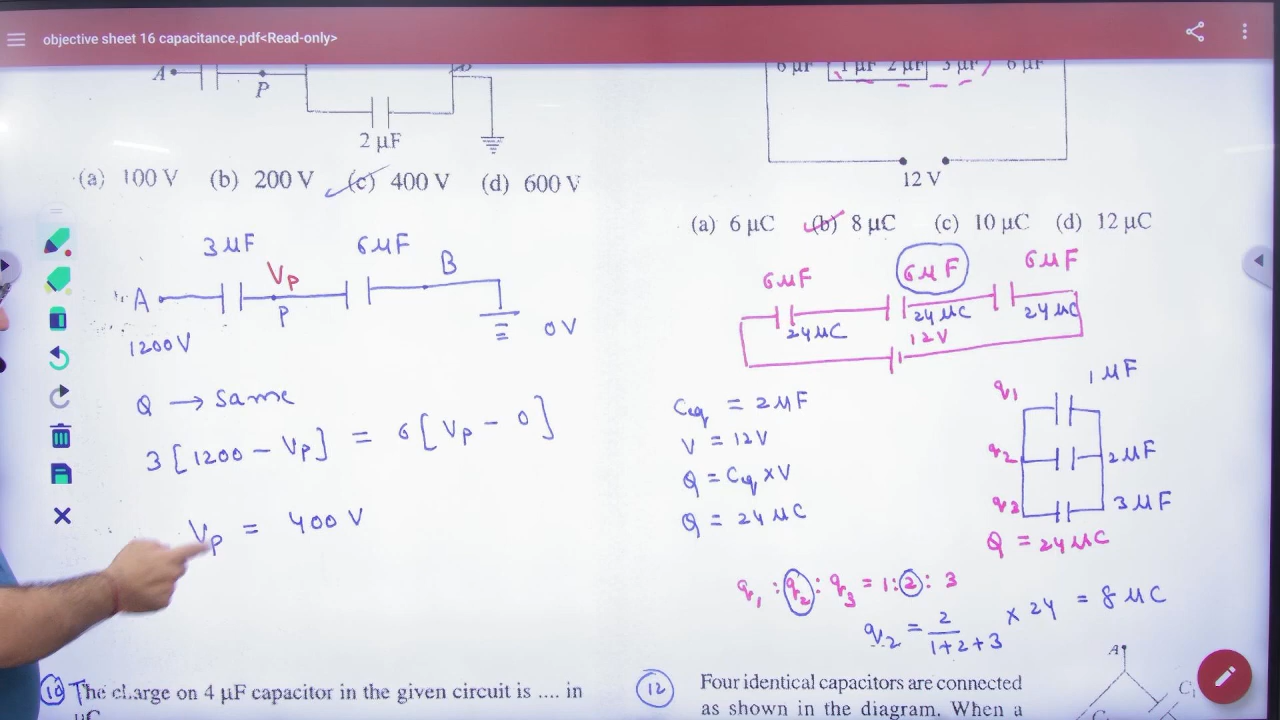 objective sheet 16 capacitance.pdf<Read-only>
A
P
2 μF
(a) 100 V (b) 200 V (c) 400 V (d) 600 V
3 μF 6 μF
Vp B
A P
1200V 0V
Q → Same
3[1200 - Vp] = 6[Vp - 0]
Vp = 400 V
10 The charge on 4 μF capacitor in the given circuit is .... in
μC
6 μF 1 μF 2 μF 3 μF 6 μF
12 V
(a) 6 μC (b) 8 μC (c) 10 μC (d) 12 μC
6 μF 6 μF 6 μF
24 μC 24 μC 24 μC
12V
Ceq = 2 μF
V = 12V
Q = Ceq × V
Q = 24 μC
q1 1 μF
q2 2 μF
q3 3 μF
Q = 24 μC
q1 : q2 : q3 = 1:2:3
q2 = 2/1+2+3 × 24 = 8 μC
12 Four identical capacitors are connected
as shown in the diagram. When a
A
C1